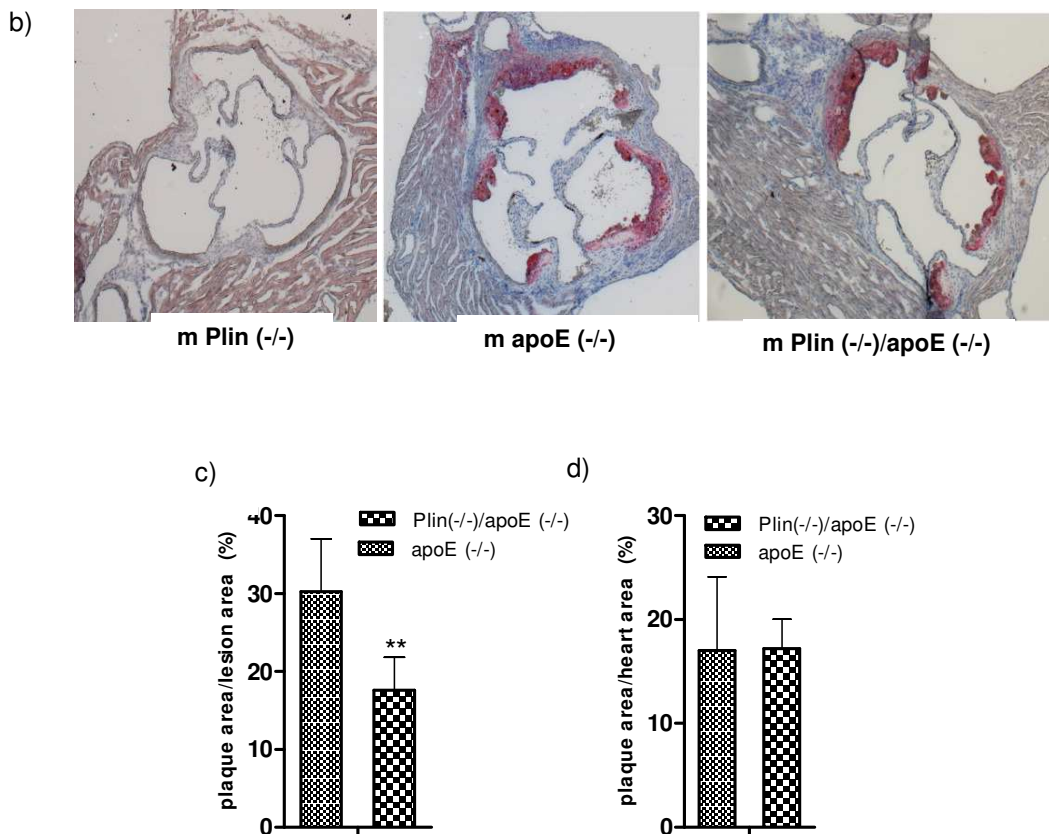 b)
m Plin (-/-)
m apoE (-/-)
m Plin (-/-)/apoE (-/-)
c)
plaque area/lesion area (%)
40
30
20
10
0
Plin(-/-)/apoE (-/-)
apoE (-/-)
**
d)
plaque area/heart area (%)
30
20
10
0
Plin(-/-)/apoE (-/-)
apoE (-/-)